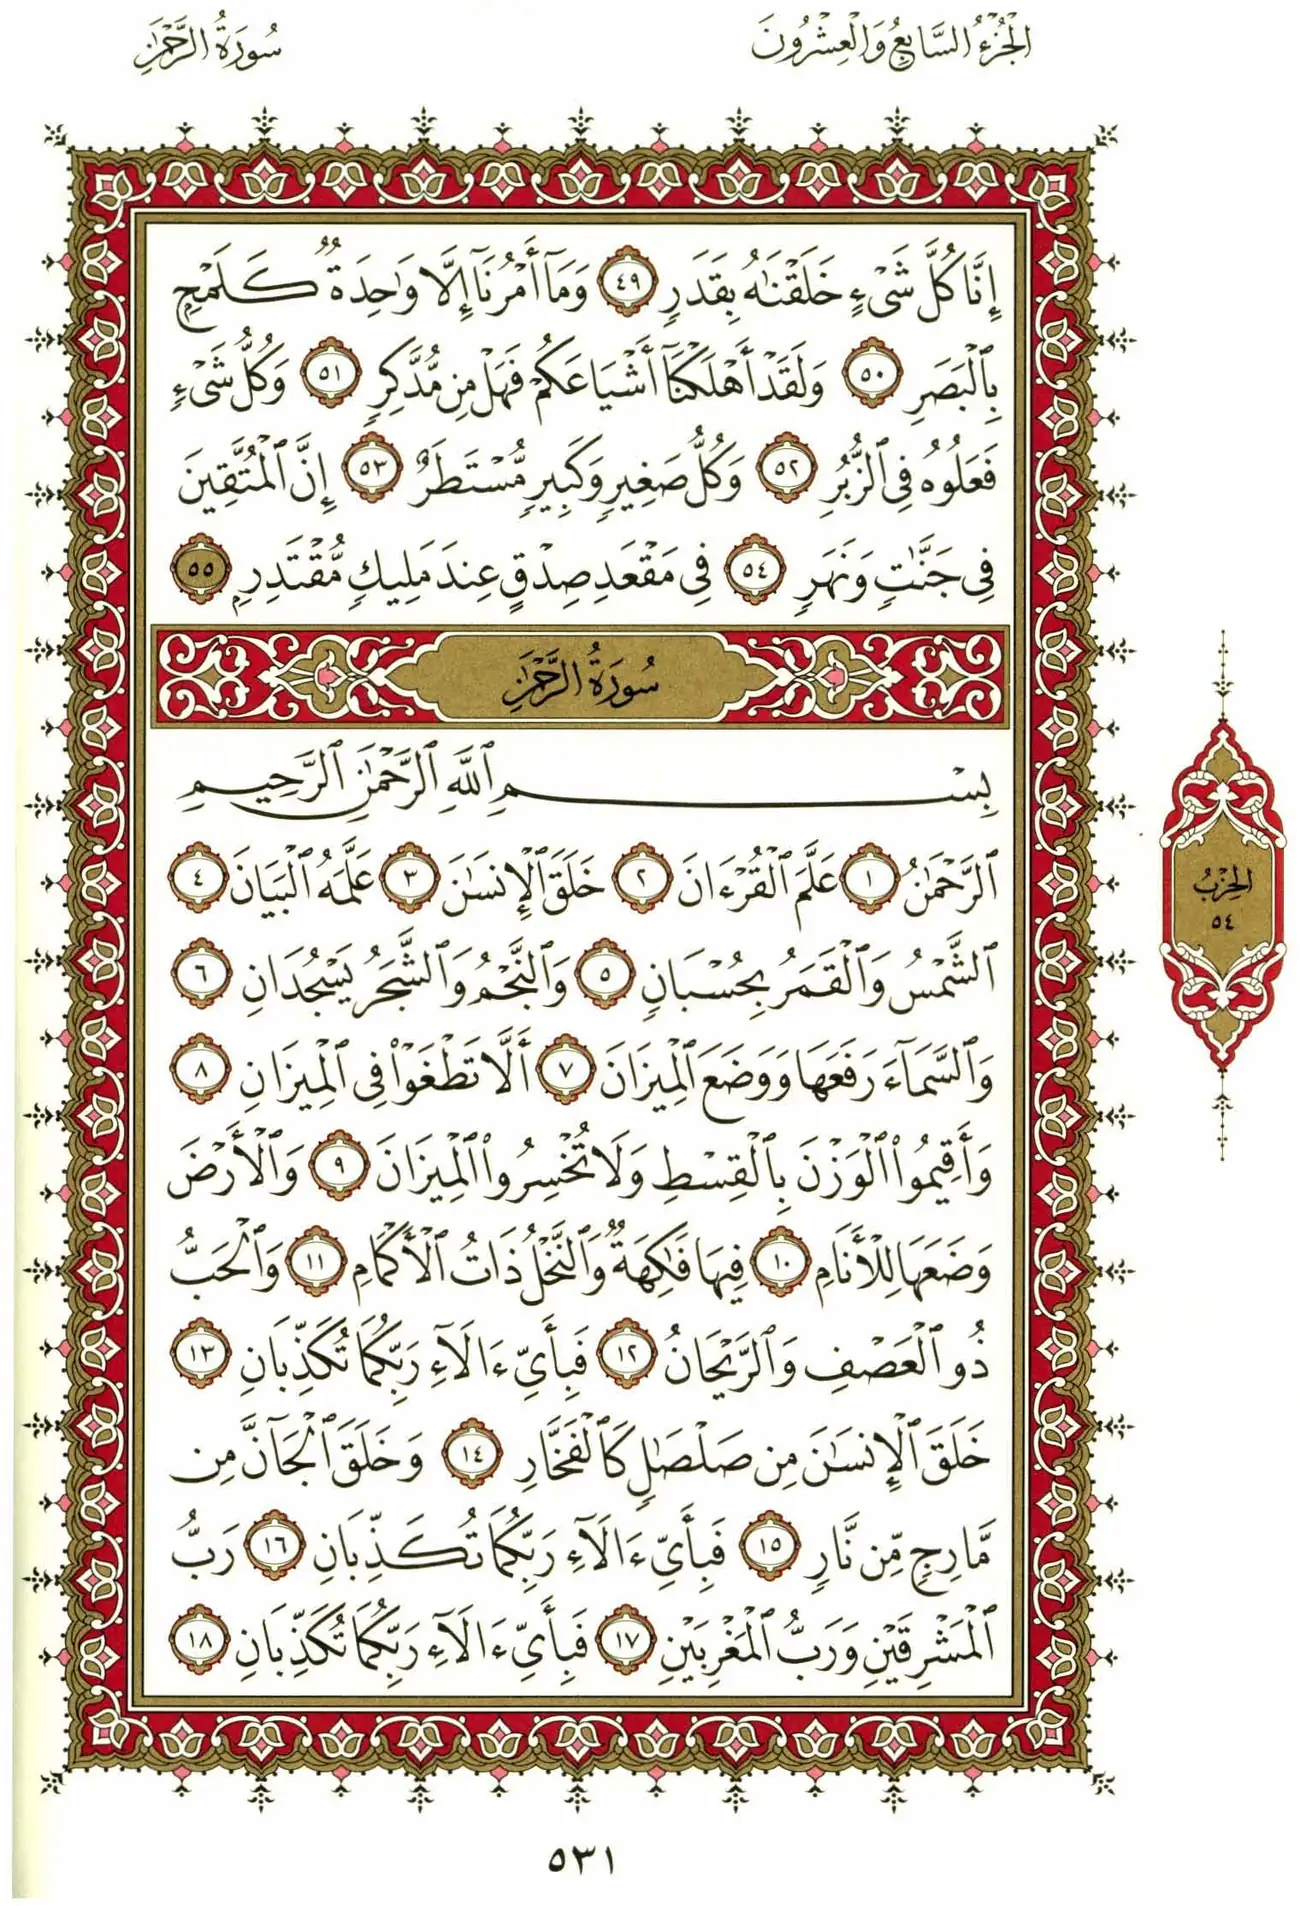 الجُزْءُ السَّابِعُ وَالْعِشْرُونَ
سُورَةُ الرَّحْمَٰنِ
إِنَّا كُلَّ شَىْءٍ خَلَقْنَٰهُ بِقَدَرٍ ٤٩ وَمَآ أَمْرُنَآ إِلَّا وَٰحِدَةٌ كَلَمْحٍۭ
بِٱلْبَصَرِ ٥٠ وَلَقَدْ أَهْلَكْنَآ أَشْيَاعَكُمْ فَهَلْ مِن مُّدَّكِرٍ ٥١ وَكُلُّ شَىْءٍ
فَعَلُوهُ فِى ٱلزُّبُرِ ٥٢ وَكُلُّ صَغِيرٍ وَكَبِيرٍ مُّسْتَطَرٌ ٥٣ إِنَّ ٱلْمُتَّقِينَ
فِى جَنَّٰتٍ وَنَهَرٍ ٥٤ فِى مَقْعَدِ صِدْقٍ عِندَ مَلِيكٍ مُّقْتَدِرٍۭ ٥٥
سُورَةُ الرَّحْمَٰنِ
بِسْمِ ٱللَّهِ ٱلرَّحْمَٰنِ ٱلرَّحِيمِ
ٱلرَّحْمَٰنُ ١ عَلَّمَ ٱلْقُرْءَانَ ٢ خَلَقَ ٱلْإِنسَٰنَ ٣ عَلَّمَهُ ٱلْبَيَانَ ٤
ٱلشَّمْسُ وَٱلْقَمَرُ بِحُسْبَانٍ ٥ وَٱلنَّجْمُ وَٱلشَّجَرُ يَسْجُدَانِ ٦
وَٱلسَّمَآءَ رَفَعَهَا وَوَضَعَ ٱلْمِيزَانَ ٧ أَلَّا تَطْغَوْا۟ فِى ٱلْمِيزَانِ ٨
وَأَقِيمُوا۟ ٱلْوَزْنَ بِٱلْقِسْطِ وَلَا تُخْسِرُوا۟ ٱلْمِيزَانَ ٩ وَٱلْأَرْضَ
وَضَعَهَا لِلْأَنَامِ ١٠ فِيهَا فَٰكِهَةٌ وَٱلنَّخْلُ ذَاتُ ٱلْأَكْمَامِ ١١ وَٱلْحَبُّ
ذُو ٱلْعَصْفِ وَٱلرَّيْحَانُ ١٢ فَبِأَىِّ ءَالَآءِ رَبِّكُمَا تُكَذِّبَانِ ١٣
خَلَقَ ٱلْإِنسَٰنَ مِن صَلْصَٰلٍ كَٱلْفَخَّارِ ١٤ وَخَلَقَ ٱلْجَآنَّ مِن
مَّارِجٍ مِّن نَّارٍ ١٥ فَبِأَىِّ ءَالَآءِ رَبِّكُمَا تُكَذِّبَانِ ١٦ رَبُّ
ٱلْمَشْرِقَيْنِ وَرَبُّ ٱلْمَغْرِبَيْنِ ١٧ فَبِأَىِّ ءَالَآءِ رَبِّكُمَا تُكَذِّبَانِ ١٨
الحِزْبُ
٥٤
٥٣١